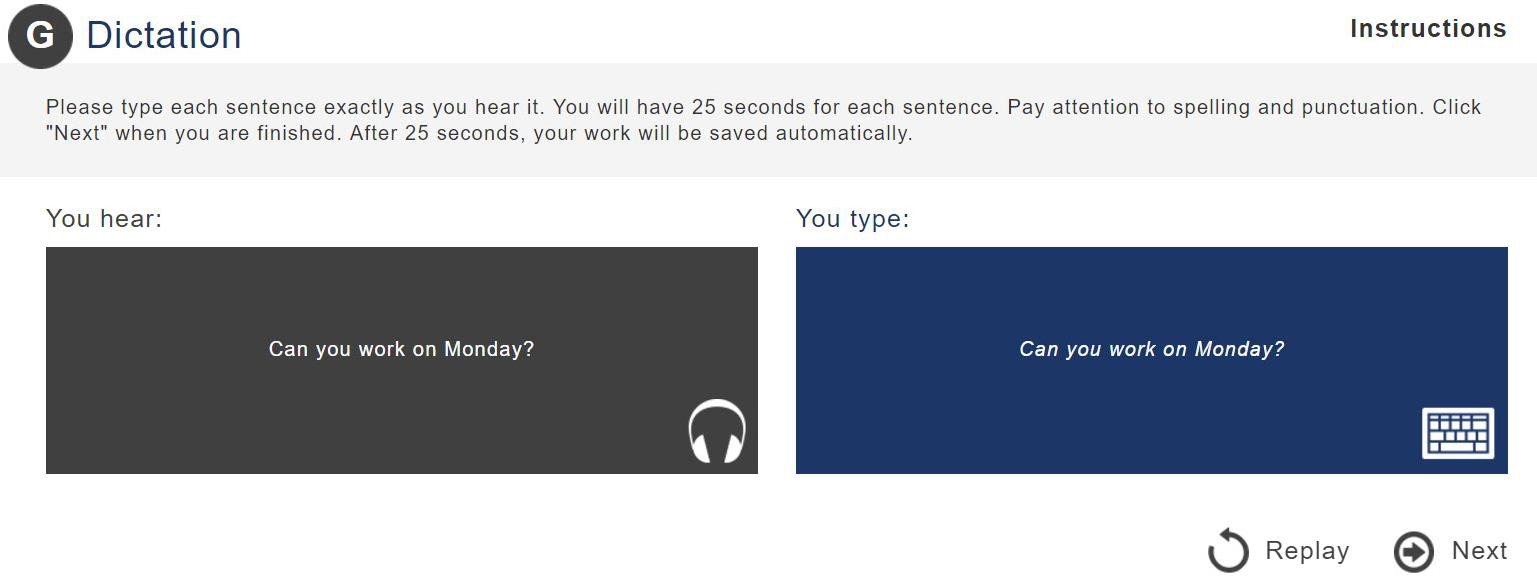 G Dictation
Instructions
Please type each sentence exactly as you hear it. You will have 25 seconds for each sentence. Pay attention to spelling and punctuation. Click
"Next" when you are finished. After 25 seconds, your work will be saved automatically.
You hear:
You type:
Can you work on Monday?
Can you work on Monday?
Replay
Next